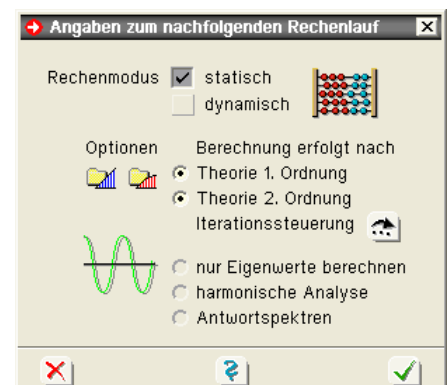 Angaben zum nachfolgenden Rechenlauf
Rechenmodus statisch
dynamisch
Optionen Berechnung erfolgt nach
Theorie 1. Ordnung
Theorie 2. Ordnung
Iterationssteuerung
nur Eigenwerte berechnen
harmonische Analyse
Antwortspektren